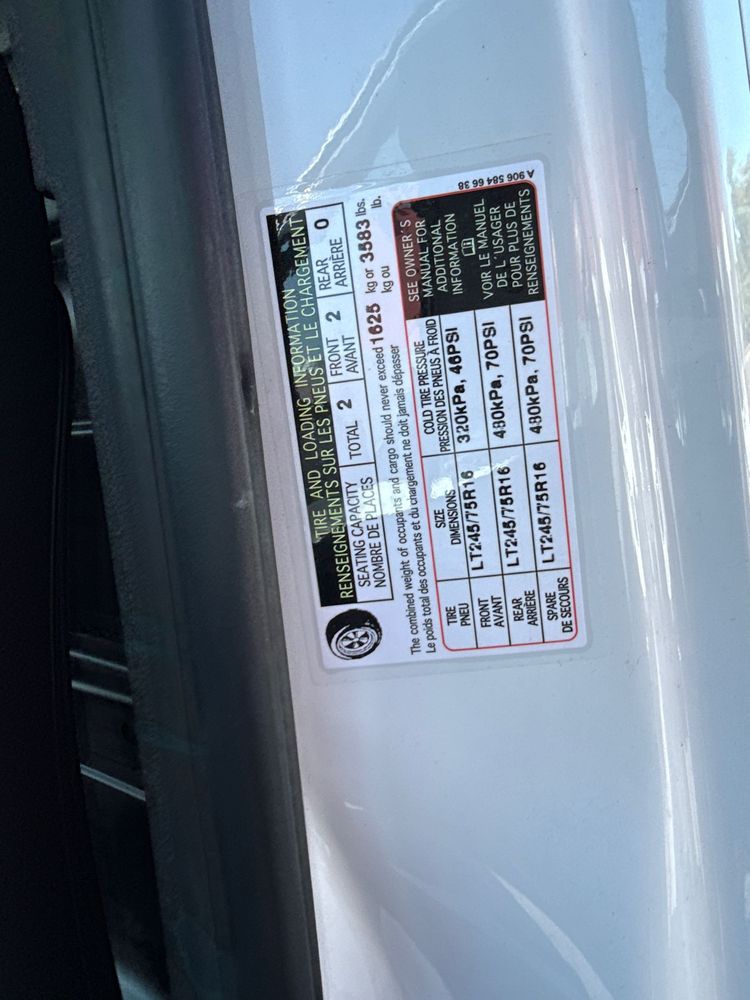 TIRE AND LOADING INFORMATION
RENSEIGNEMENTS SUR LES PNEUS ET LE CHARGEMENT
SEATING CAPACITY
NOMBRE DE PLACES
TOTAL 2
FRONT
AVANT
2
REAR
ARRIÈRE
0
The combined weight of occupants and cargo should never exceed 1625 kg or 3583 lbs.
Le poids total des occupants et du chargement ne doit jamais dépasser kg ou lb.
TIRE
PNEU
SIZE
DIMENSIONS
COLD TIRE PRESSURE
PRESSION DES PNEUS À FROID
FRONT
AVANT
LT245/75R16
320kPa, 46PSI
REAR
ARRIÈRE
LT245/75R16
480kPa, 70PSI
SPARE
DE SECOURS
LT245/75R16
480kPa, 70PSI
SEE OWNER'S
MANUAL FOR
ADDITIONAL
INFORMATION
VOIR LE MANUEL
DE L'USAGER
POUR PLUS DE
RENSEIGNEMENTS
A 906 584 66 38